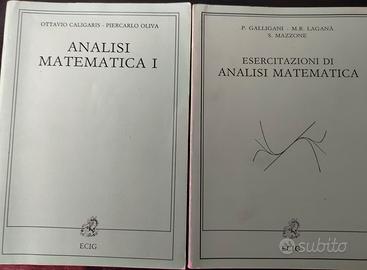 OTTAVIO CALIGARIS - PIERCARLO OLIVA
ANALISI
MATEMATICA I
ECIG
P. GALLIGANI - M.R. LAGANÀ
S. MAZZONE
ESERCITAZIONI DI
ANALISI MATEMATICA
ECIG
subito